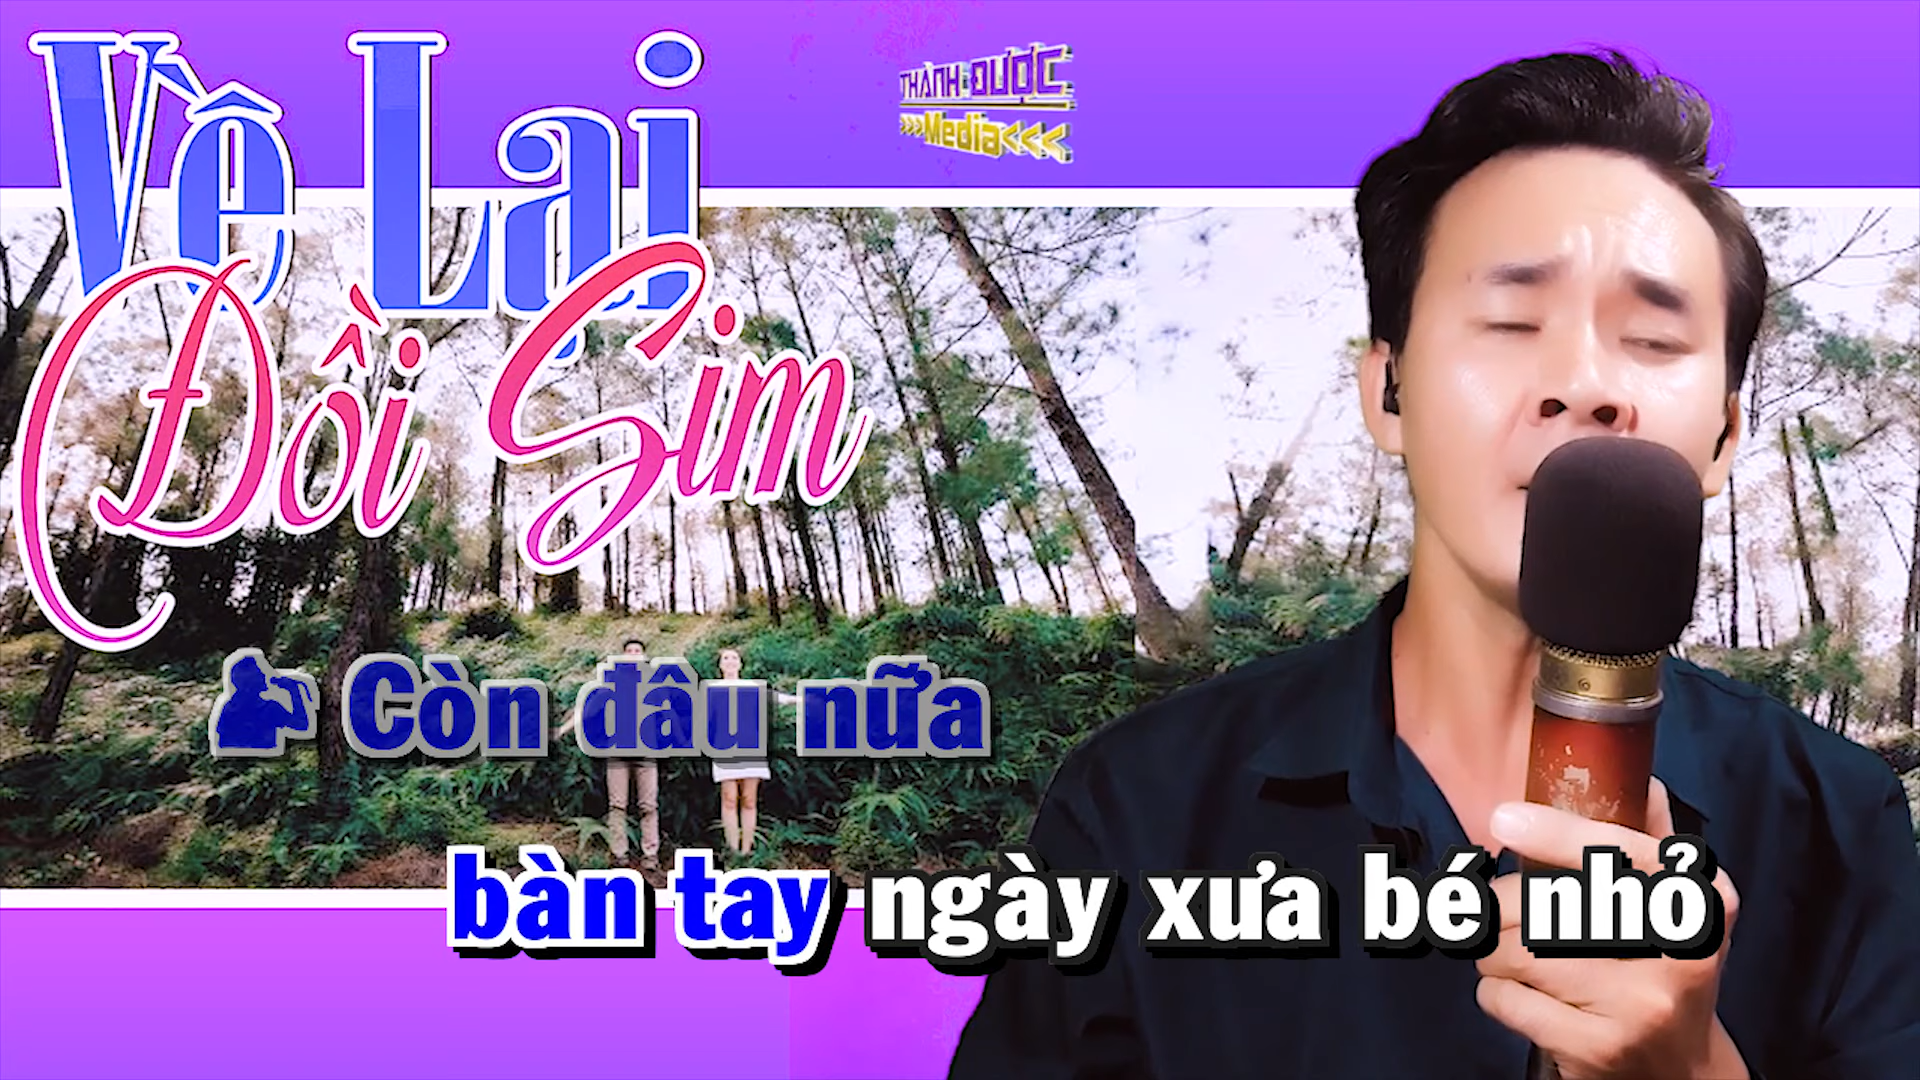 Về Lại
Đồi Sim
THÀNH ĐƯỢC
>>>Media<<<
Còn đâu nữa
bàn tay ngày xưa bé nhỏ